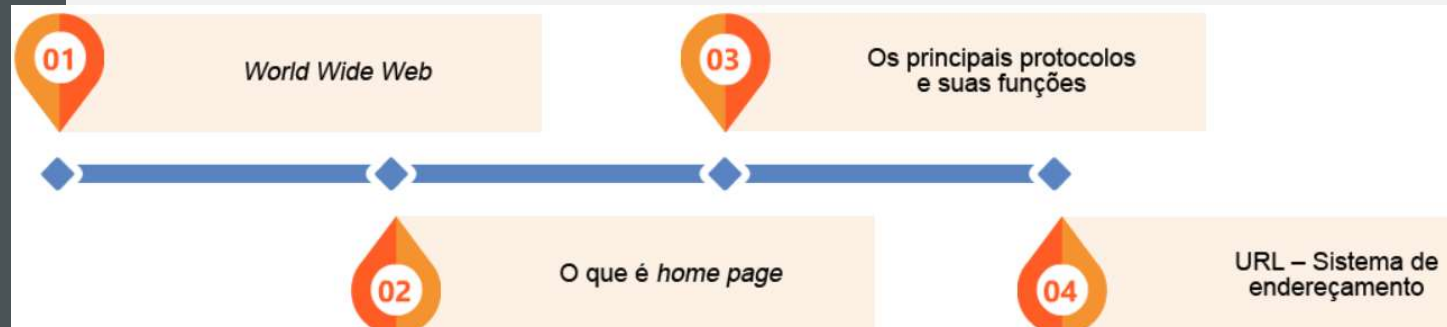 01
World Wide Web
02
O que é home page
03
Os principais protocolos
e suas funções
04
URL – Sistema de
endereçamento